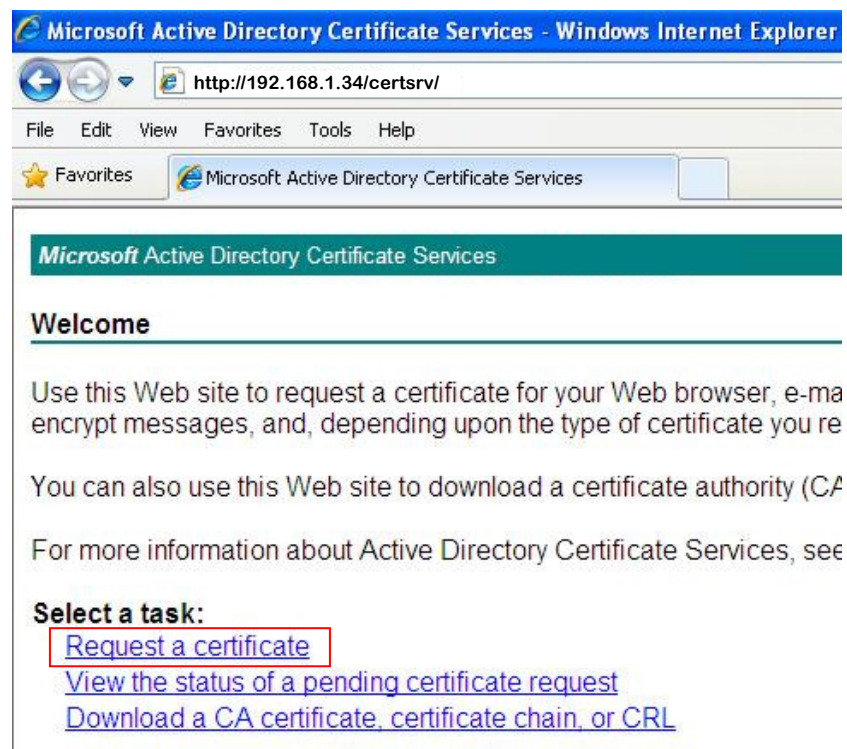 Microsoft Active Directory Certificate Services - Windows Internet Explorer
http://192.168.1.34/certsrv/
File Edit View Favorites Tools Help
Favorites Microsoft Active Directory Certificate Services
Microsoft Active Directory Certificate Services
Welcome
Use this Web site to request a certificate for your Web browser, e-ma
encrypt messages, and, depending upon the type of certificate you re
You can also use this Web site to download a certificate authority (CA
For more information about Active Directory Certificate Services, see
Select a task:
Request a certificate
View the status of a pending certificate request
Download a CA certificate, certificate chain, or CRL